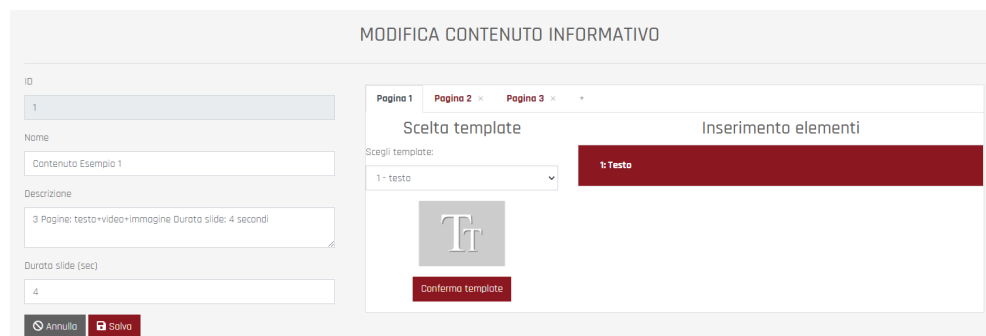 MODIFICA CONTENUTO INFORMATIVO
ID
1
Nome
Contenuto Esempio 1
Descrizione
3 Pagine: testo+video+immagine Durata slide: 4 secondi
Durata slide (sec)
4
Annulla Salva
Pagina 1 Pagina 2 × Pagina 3 × +
Scelta template
Scegli template:
1 - testo
TT
Conferma template
Inserimento elementi
1: Testo